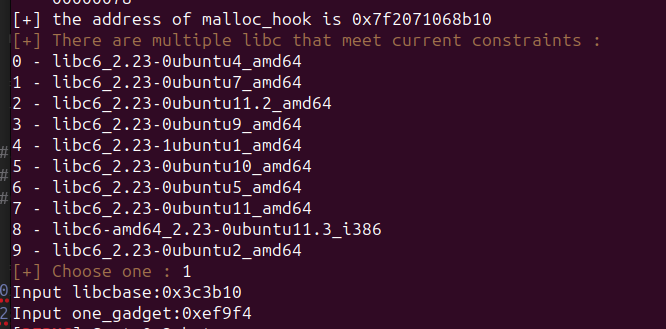 00000078
[+] the address of malloc_hook is 0x7f2071068b10
[+] There are multiple libc that meet current constraints :
0 - libc6_2.23-0ubuntu4_amd64
1 - libc6_2.23-0ubuntu7_amd64
2 - libc6_2.23-0ubuntu11.2_amd64
3 - libc6_2.23-0ubuntu9_amd64
4 - libc6_2.23-1ubuntu1_amd64
5 - libc6_2.23-0ubuntu10_amd64
6 - libc6_2.23-0ubuntu5_amd64
7 - libc6_2.23-0ubuntu11_amd64
8 - libc6-amd64_2.23-0ubuntu11.3_i386
9 - libc6_2.23-0ubuntu2_amd64
[+] Choose one : 1
Input libcbase:0x3c3b10
Input one_gadget:0xef9f4